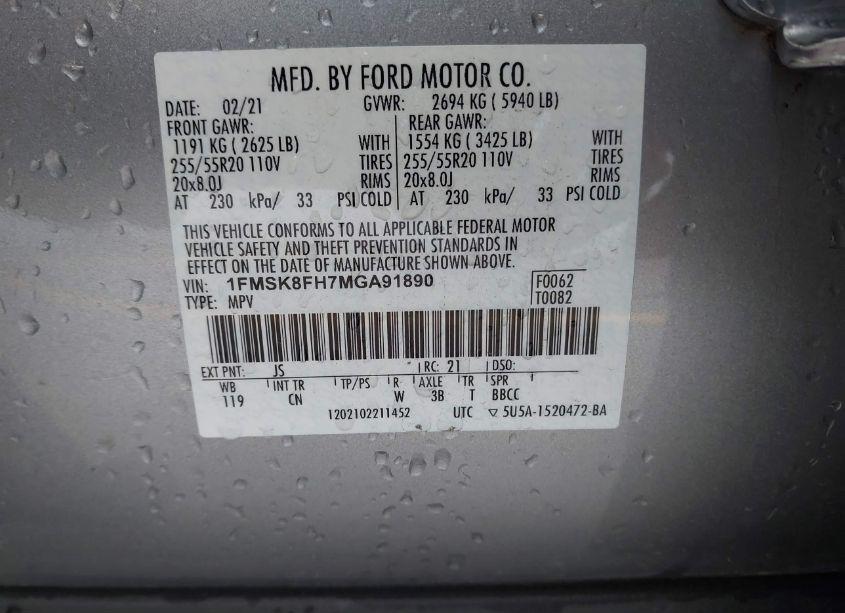 MFD. BY FORD MOTOR CO.
DATE: 02/21 GVWR: 2694 KG ( 5940 LB)
FRONT GAWR: REAR GAWR:
1191 KG ( 2625 LB) WITH 1554 KG ( 3425 LB) WITH
255/55R20 110V TIRES 255/55R20 110V TIRES
20x8.0J RIMS 20x8.0J RIMS
AT 230 kPa/ 33 PSI COLD AT 230 kPa/ 33 PSI COLD
THIS VEHICLE CONFORMS TO ALL APPLICABLE FEDERAL MOTOR
VEHICLE SAFETY AND THEFT PREVENTION STANDARDS IN
EFFECT ON THE DATE OF MANUFACTURE SHOWN ABOVE.
VIN: 1FMSK8FH7MGA91890 F0062
TYPE: MPV T0082
EXT PNT: JS RC: 21 DSO:
WB INT TR TP/PS R AXLE TR SPR
119 CN W 3B T BBCC
1202102211452 UTC ▽ 5U5A-1520472-BA